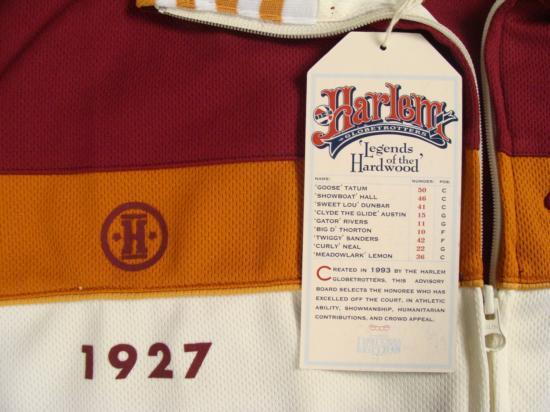 THE
Harlem
GLOBETROTTERS
'Legends
of the
Hardwood'
NAME: NUMBER: POS:
'GOOSE' TATUM 50 C
'SHOWBOAT' HALL 46 C
'SWEET LOU' DUNBAR 41 C
'CLYDE THE GLIDE' AUSTIN 15 G
'GATOR' RIVERS 11 G
'BIG D' THORTON 10 F
'TWIGGY' SANDERS 42 F
'CURLY' NEAL 22 G
'MEADOWLARK' LEMON 36 C
CREATED IN 1993 BY THE HARLEM
GLOBETROTTERS, THIS ADVISORY
BOARD SELECTS THE HONOREE WHO HAS
EXCELLED OFF THE COURT, IN ATHLETIC
ABILITY, SHOWMANSHIP, HUMANITARIAN
CONTRIBUTIONS, AND CROWD APPEAL.
H
1927